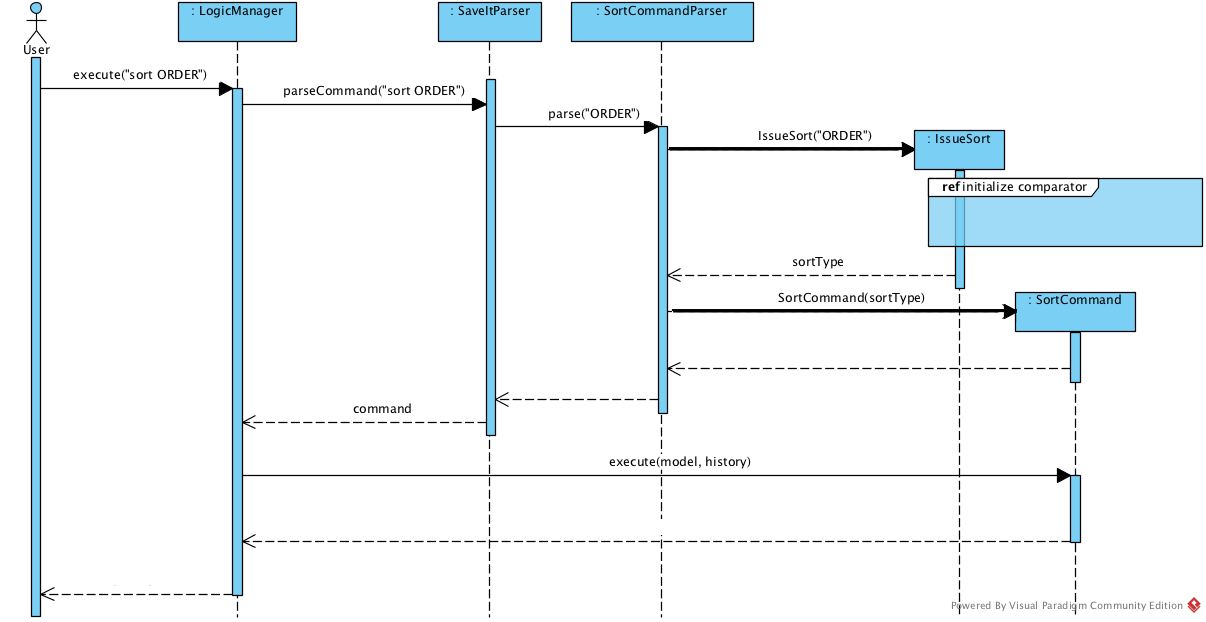 : LogicManager
: SaveItParser
: SortCommandParser
User
execute("sort ORDER")
parseCommand("sort ORDER")
parse("ORDER")
IssueSort("ORDER")
: IssueSort
ref initialize comparator
sortType
SortCommand(sortType)
: SortCommand
command
execute(model, history)
Powered By Visual Paradigm Community Edition